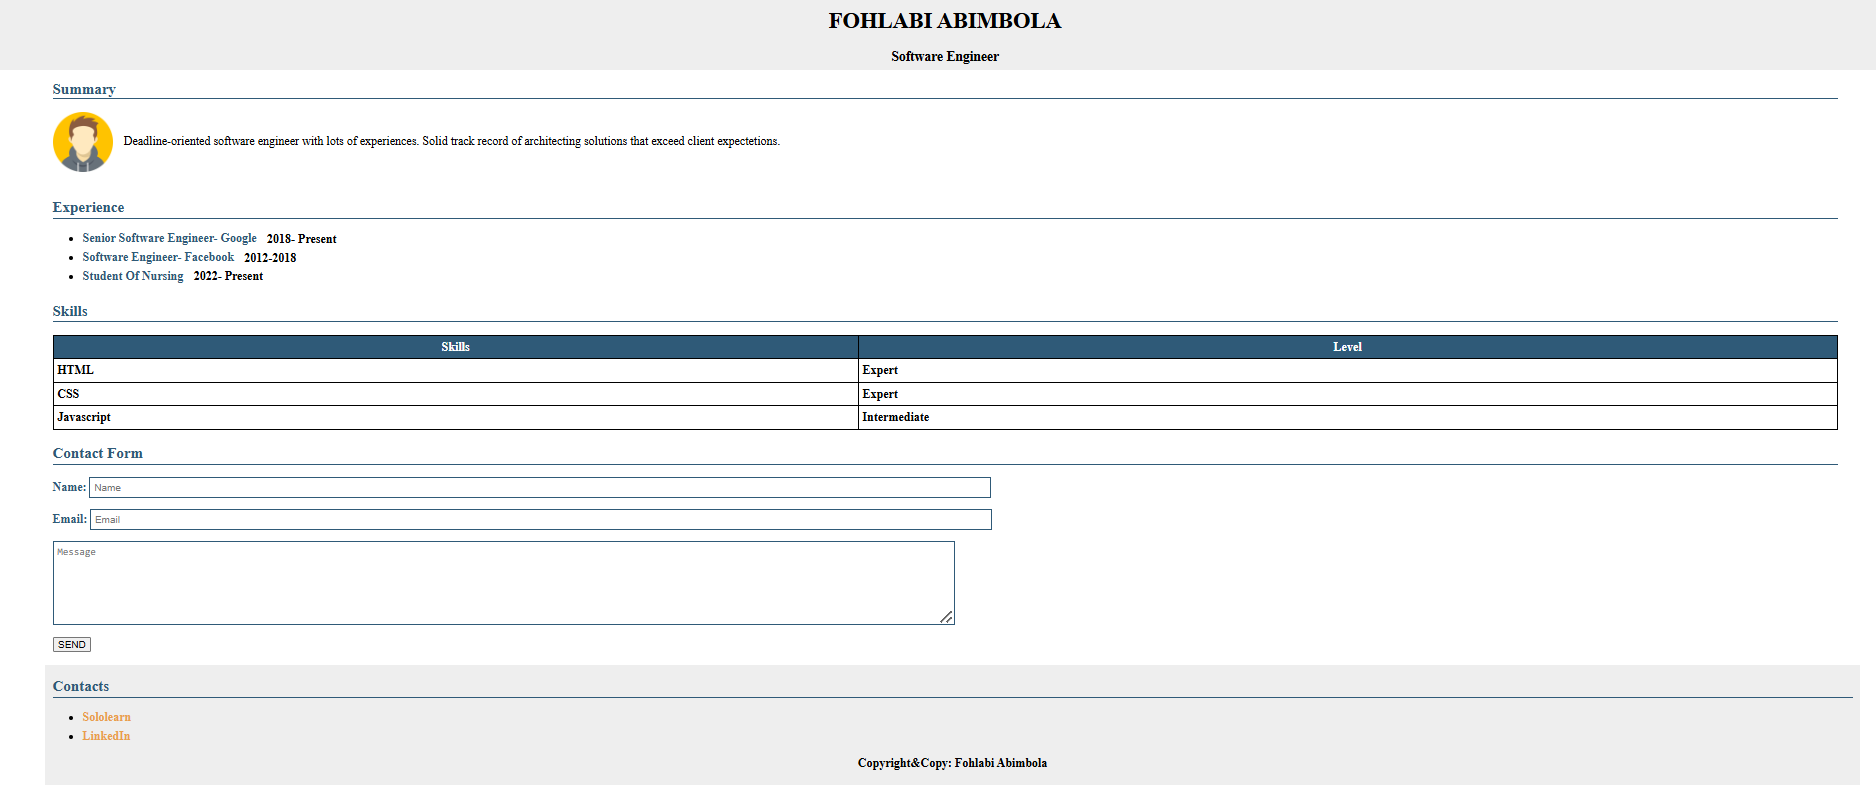 FOHLABI ABIMBOLA
Software Engineer
Summary
Deadline-oriented software engineer with lots of experiences. Solid track record of architecting solutions that exceed client expectetions.
Experience
Senior Software Engineer- Google 2018- Present
Software Engineer- Facebook 2012-2018
Student Of Nursing 2022- Present
Skills
Skills Level
HTML Expert
CSS Expert
Javascript Intermediate
Contact Form
Name: Name
Email: Email
Message
SEND
Contacts
Sololearn
LinkedIn
Copyright&Copy: Fohlabi Abimbola